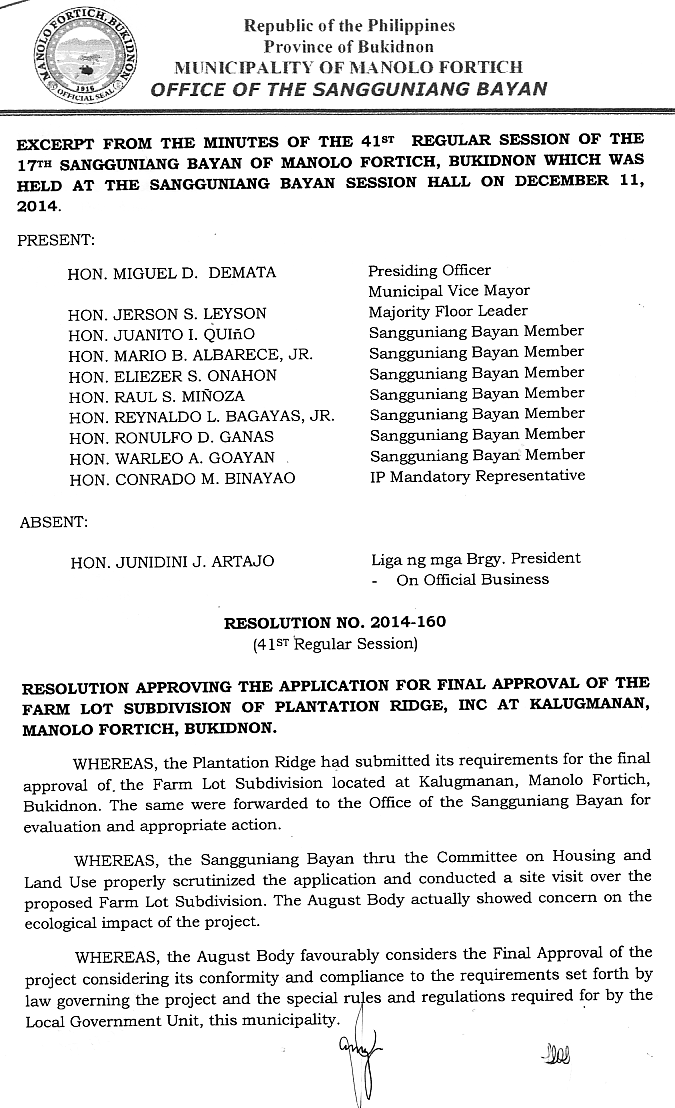 MANOLO FORTICH, BUKIDNON
1916
OFFICIAL SEAL
Republic of the Philippines
Province of Bukidnon
MUNICIPALITY OF MANOLO FORTICH
OFFICE OF THE SANGGUNIANG BAYAN
EXCERPT FROM THE MINUTES OF THE 41ST REGULAR SESSION OF THE
17TH SANGGUNIANG BAYAN OF MANOLO FORTICH, BUKIDNON WHICH WAS
HELD AT THE SANGGUNIANG BAYAN SESSION HALL ON DECEMBER 11,
2014.
PRESENT:
HON. MIGUEL D. DEMATA Presiding Officer
Municipal Vice Mayor
HON. JERSON S. LEYSON Majority Floor Leader
HON. JUANITO I. QUIñO Sangguniang Bayan Member
HON. MARIO B. ALBARECE, JR. Sangguniang Bayan Member
HON. ELIEZER S. ONAHON Sangguniang Bayan Member
HON. RAUL S. MIÑOZA Sangguniang Bayan Member
HON. REYNALDO L. BAGAYAS, JR. Sangguniang Bayan Member
HON. RONULFO D. GANAS Sangguniang Bayan Member
HON. WARLEO A. GOAYAN Sangguniang Bayan Member
HON. CONRADO M. BINAYAO IP Mandatory Representative
ABSENT:
HON. JUNIDINI J. ARTAJO Liga ng mga Brgy. President
- On Official Business
RESOLUTION NO. 2014-160
(41ST Regular Session)
RESOLUTION APPROVING THE APPLICATION FOR FINAL APPROVAL OF THE
FARM LOT SUBDIVISION OF PLANTATION RIDGE, INC AT KALUGMANAN,
MANOLO FORTICH, BUKIDNON.
WHEREAS, the Plantation Ridge had submitted its requirements for the final
approval of the Farm Lot Subdivision located at Kalugmanan, Manolo Fortich,
Bukidnon. The same were forwarded to the Office of the Sangguniang Bayan for
evaluation and appropriate action.
WHEREAS, the Sangguniang Bayan thru the Committee on Housing and
Land Use properly scrutinized the application and conducted a site visit over the
proposed Farm Lot Subdivision. The August Body actually showed concern on the
ecological impact of the project.
WHEREAS, the August Body favourably considers the Final Approval of the
project considering its conformity and compliance to the requirements set forth by
law governing the project and the special rules and regulations required for by the
Local Government Unit, this municipality.